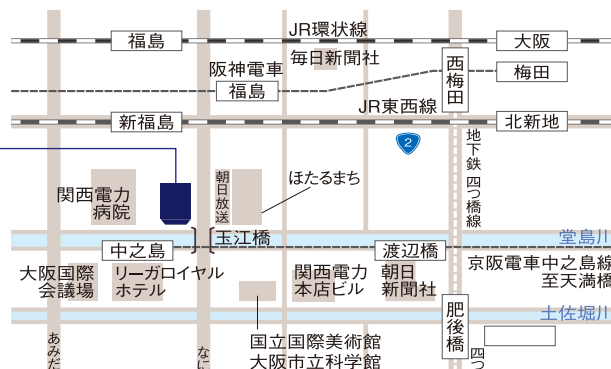 JR環状線
福島
大阪
毎日新聞社
阪神電車
福島
西梅田
梅田
JR東西線
新福島
北新地
2
地下鉄 四つ橋線
関西電力
病院
朝日放送
ほたるまち
玉江橋
堂島川
中之島
渡辺橋
京阪電車中之島線
至天満橋
大阪国際
会議場
リーガロイヤル
ホテル
関西電力
本店ビル
朝日
新聞社
土佐堀川
肥後橋
国立国際美術館
大阪市立科学館
あみだ
なに
四つ